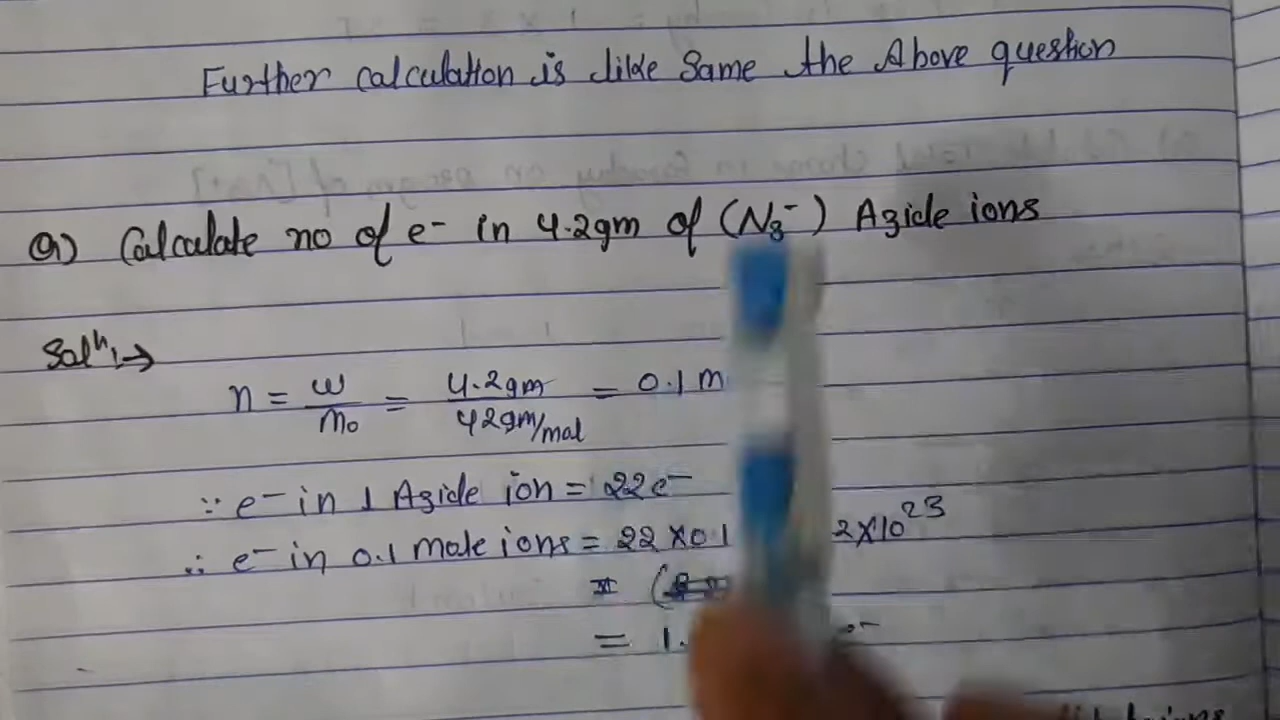 Further calculation is like Same the Above question
Q) Calculate no of e⁻ in 4.2gm of (N₃⁻) Azide ions
Solⁿ:→
n = w/m₀ = 4.2gm/42gm/mol = 0.1 m
∵ e⁻ in 1 Azide ion = 22e⁻
∴ e⁻ in 0.1 mole ions = 22 × 0.1 2×10²³
= (
= 1.